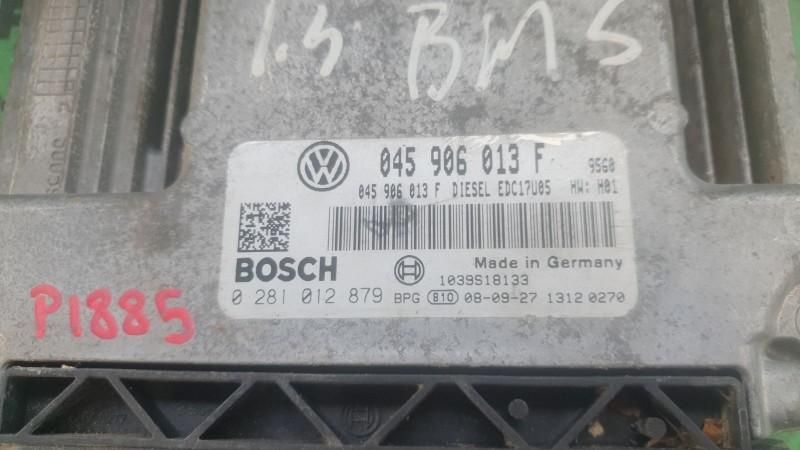 1.5 BMS
VW 045 906 013 F 9560
045 906 013 F DIESEL EDC17U05 HW: H01
BOSCH
Made in Germany
1039S18133
0 281 012 879 BPG 810 08-09-27 1312 0270
P1885